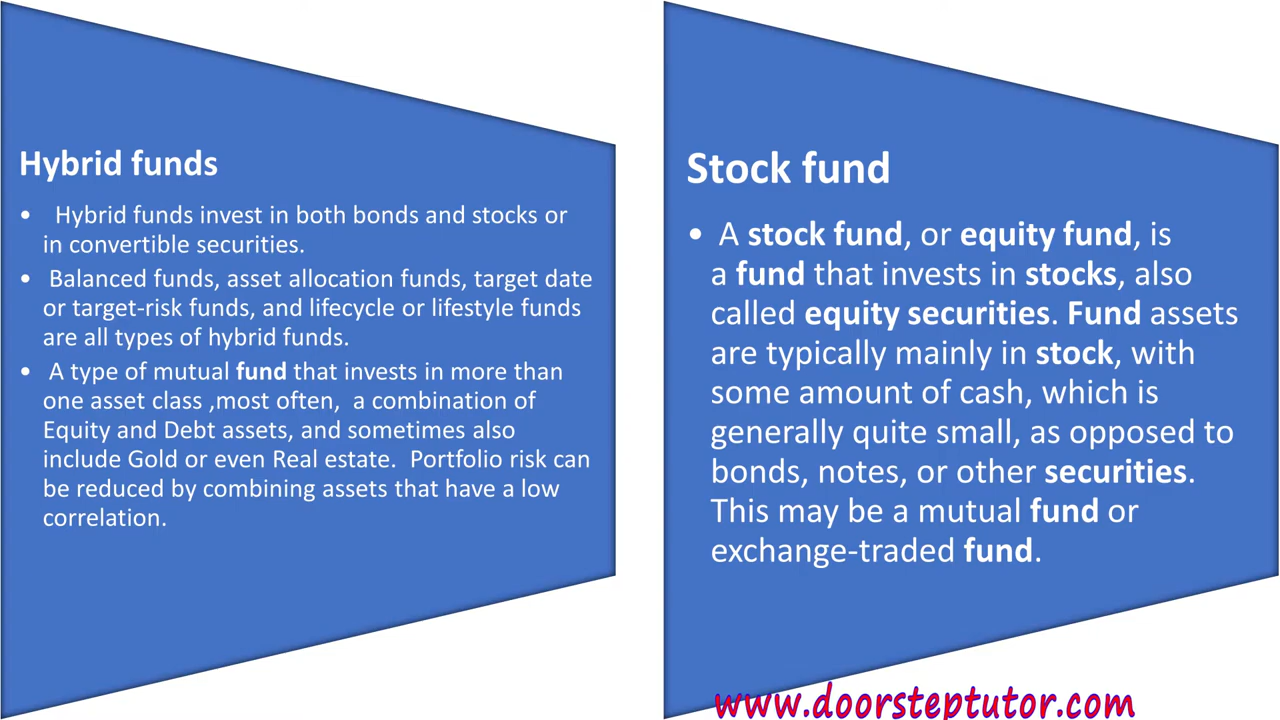 Hybrid funds
• Hybrid funds invest in both bonds and stocks or
in convertible securities.
• Balanced funds, asset allocation funds, target date
or target-risk funds, and lifecycle or lifestyle funds
are all types of hybrid funds.
• A type of mutual fund that invests in more than
one asset class ,most often, a combination of
Equity and Debt assets, and sometimes also
include Gold or even Real estate. Portfolio risk can
be reduced by combining assets that have a low
correlation.
Stock fund
• A stock fund, or equity fund, is
a fund that invests in stocks, also
called equity securities. Fund assets
are typically mainly in stock, with
some amount of cash, which is
generally quite small, as opposed to
bonds, notes, or other securities.
This may be a mutual fund or
exchange-traded fund.
www.doorsteptutor.com